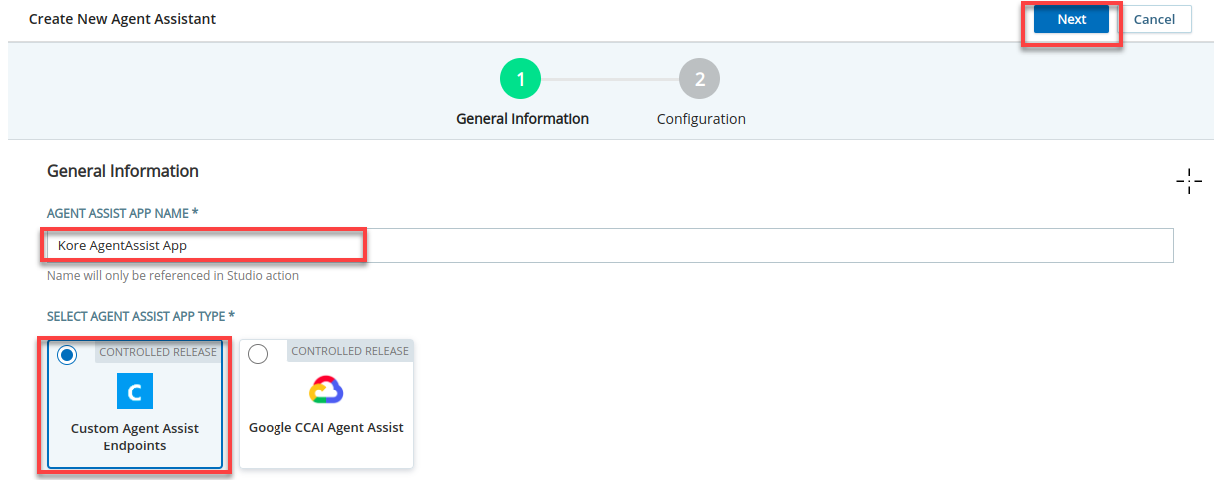 Create New Agent Assistant
Next
Cancel
1
2
General Information
Configuration
General Information
AGENT ASSIST APP NAME *
Kore AgentAssist App
Name will only be referenced in Studio action
SELECT AGENT ASSIST APP TYPE *
CONTROLLED RELEASE
C
Custom Agent Assist
Endpoints
CONTROLLED RELEASE
Google CCAI Agent Assist